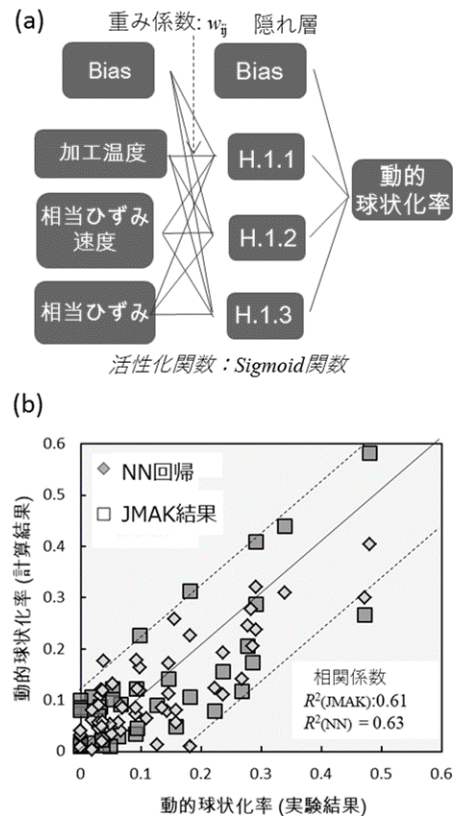 (a)
重み係数: wij 隠れ層
Bias
Bias
加工温度
H.1.1
動的
球状化率
相当ひずみ
速度
H.1.2
相当ひずみ
H.1.3
活性化関数：Sigmoid関数
(b)
0.6
0.5
0.4
0.3
0.2
0.1
0
NN回帰
JMAK結果
動的球状化率 (計算結果)
相関係数
R²(JMAK):0.61
R²(NN) = 0.63
0 0.1 0.2 0.3 0.4 0.5 0.6
動的球状化率 (実験結果)